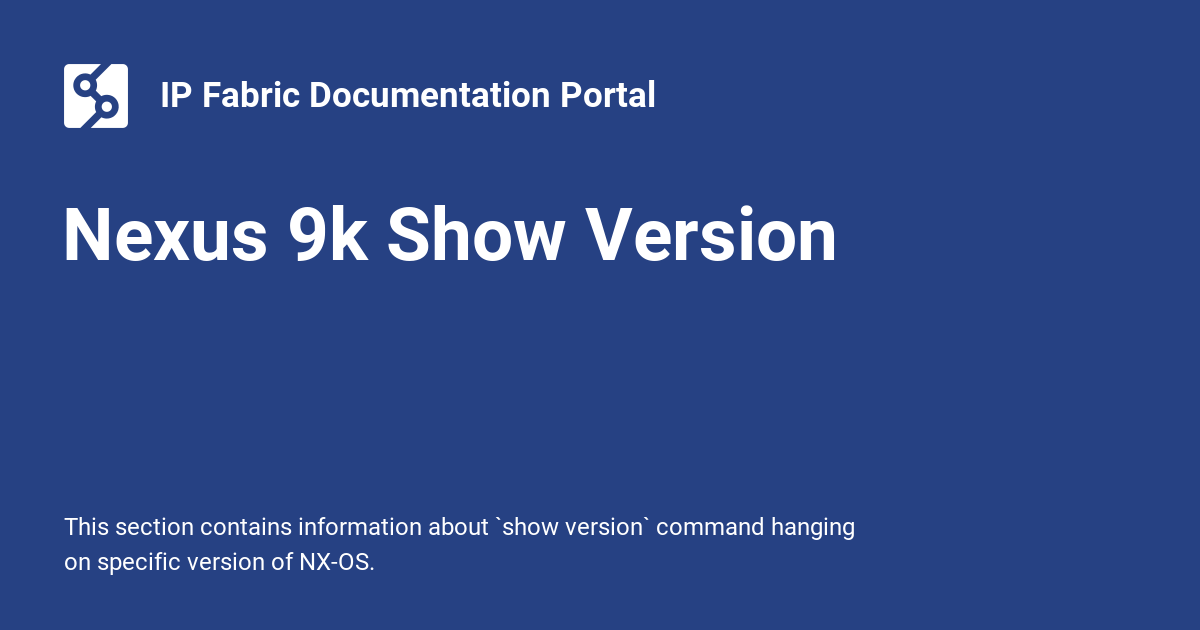 IP Fabric Documentation Portal
Nexus 9k Show Version
This section contains information about `show version` command hanging
on specific version of NX-OS.